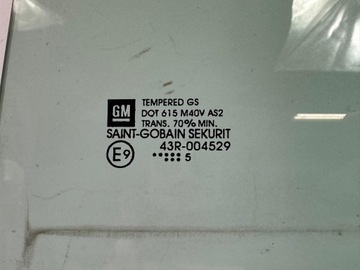 GM
TEMPERED GS
DOT 615 M40V AS2
TRANS. 70% MIN.
SAINT-GOBAIN SEKURIT
E9 43R-004529
5